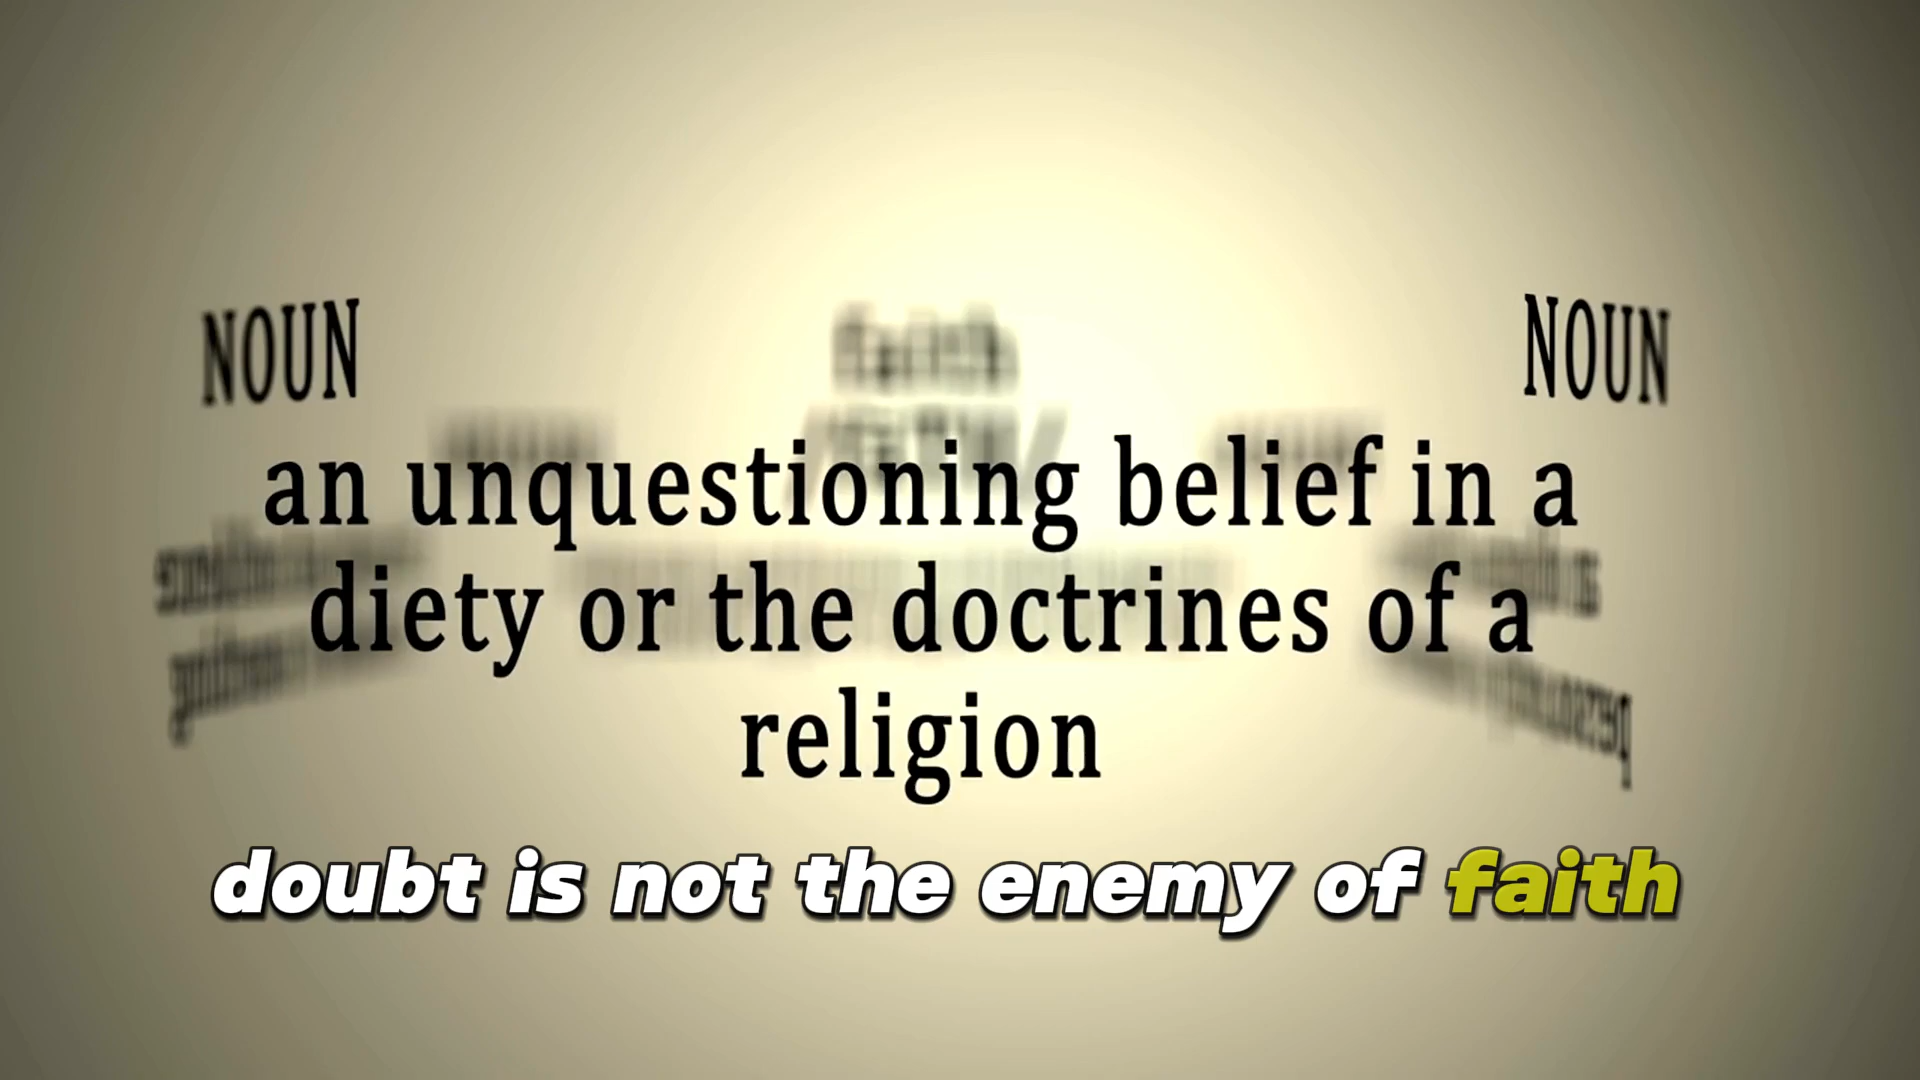 NOUN NOUN
an unquestioning belief in a
diety or the doctrines of a
religion
doubt is not the enemy of faith